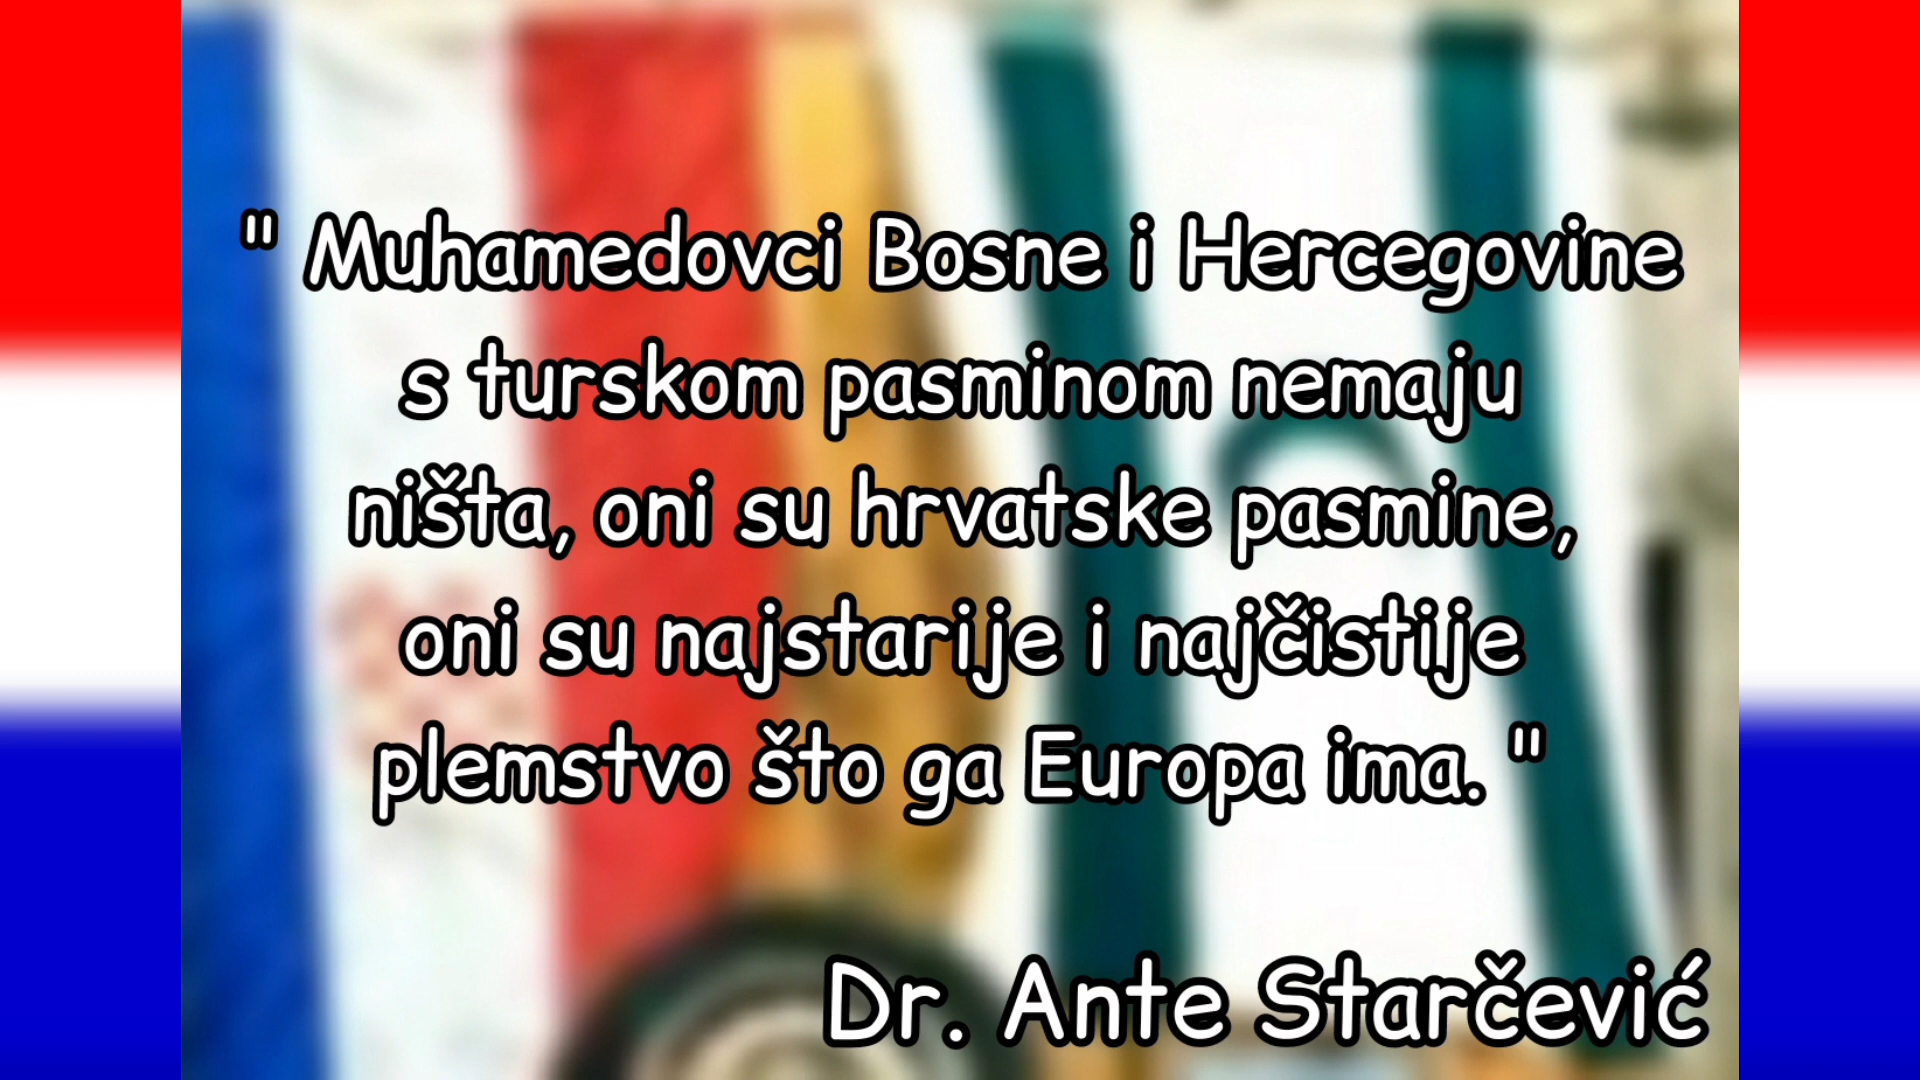 " Muhamedovci Bosne i Hercegovine
s turskom pasminom nemaju
ništa, oni su hrvatske pasmine,
oni su najstarije i najčistije
plemstvo što ga Europa ima. "
Dr. Ante Starčević